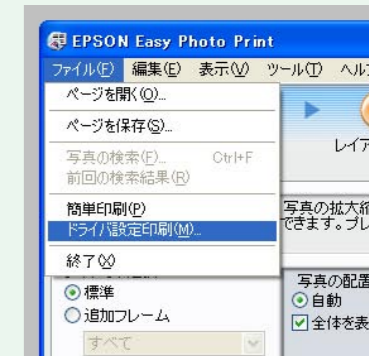 EPSON Easy Photo Print
ファイル(F) 編集(E) 表示(V) ツール(T) ヘル
ページを開く(O)...
ページを保存(S)...
写真の検索(F)... Ctrl+F
前回の検索結果(R)
簡単印刷(P)
ドライバ設定印刷(M)...
終了(X)
レイア
写真の拡大縮
できます。プレ
標準
追加フレーム
すべて
写真の配置
自動
全体を表